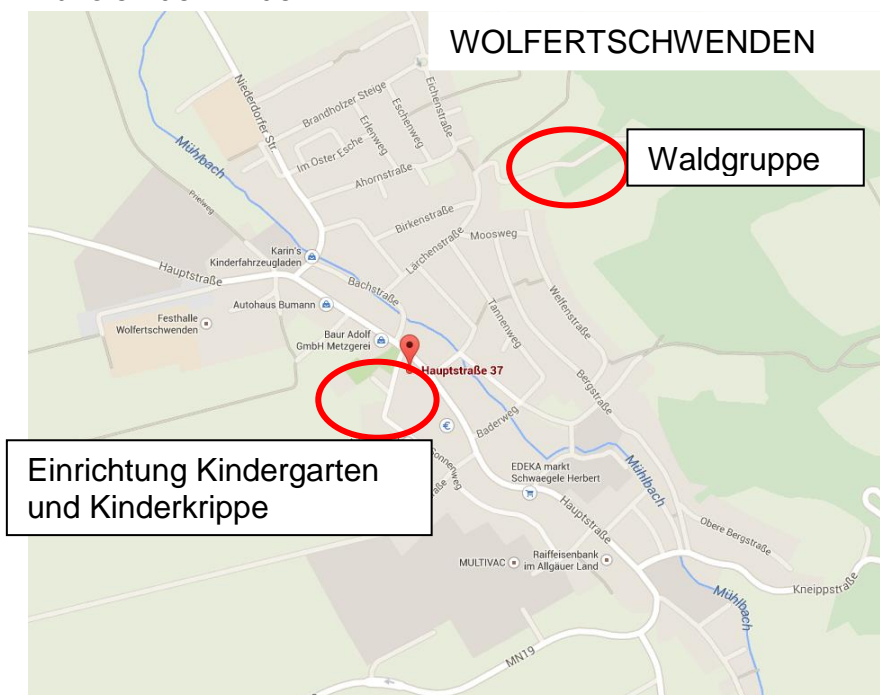 WOLFERTSCHWENDEN
Eichenstraße
Niederdorfer Str.
Brandholzer Steige
Eschenweg
Erlenweg
Waldgruppe
Mühlbach
Im Oster Esche
Ahornstraße
Prielweg
Birkenstraße
Lärchenstraße
Moosweg
Karin's
Kinderfahrzeugladen
Hauptstraße
Bachstraße
Welfenstraße
Autohaus Bumann
Tannenweg
Festhalle
Wolfertschwenden
Baur Adolf
GmbH Metzgerei
Hauptstraße 37
Bergstraße
Baderweg
€
Einrichtung Kindergarten
und Kinderkrippe
Sonnenweg
EDEKA markt
Schwaegele Herbert
Mühlbach
Hauptstraße
Obere Bergstraße
MULTIVAC
Raiffeisenbank
im Allgäuer Land
Kneippstraße
Mühlbach
MN19